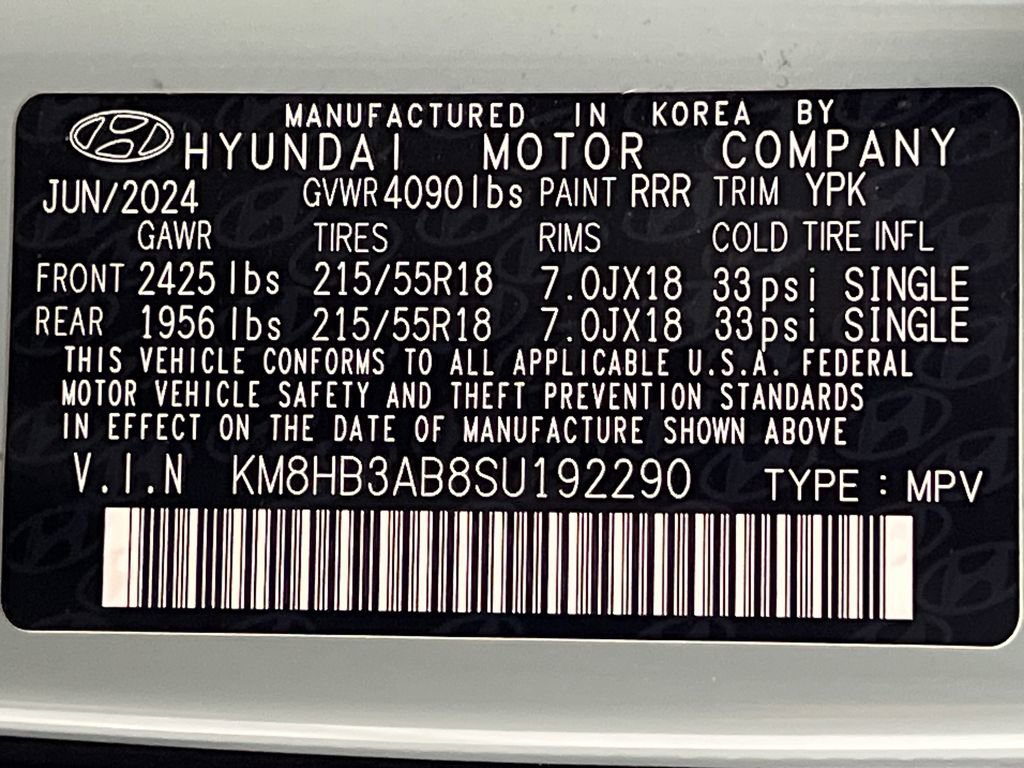 MANUFACTURED IN KOREA BY
HYUNDAI MOTOR COMPANY
JUN/2024 GVWR 4090lbs PAINT RRR TRIM YPK
GAWR TIRES RIMS COLD TIRE INFL
FRONT 2425 lbs 215/55R18 7.0JX18 33psi SINGLE
REAR 1956 lbs 215/55R18 7.0JX18 33psi SINGLE
THIS VEHICLE CONFORMS TO ALL APPLICABLE U.S.A. FEDERAL
MOTOR VEHICLE SAFETY AND THEFT PREVENTION STANDARDS
IN EFFECT ON THE DATE OF MANUFACTURE SHOWN ABOVE
V.I.N KM8HB3AB8SU192290 TYPE : MPV